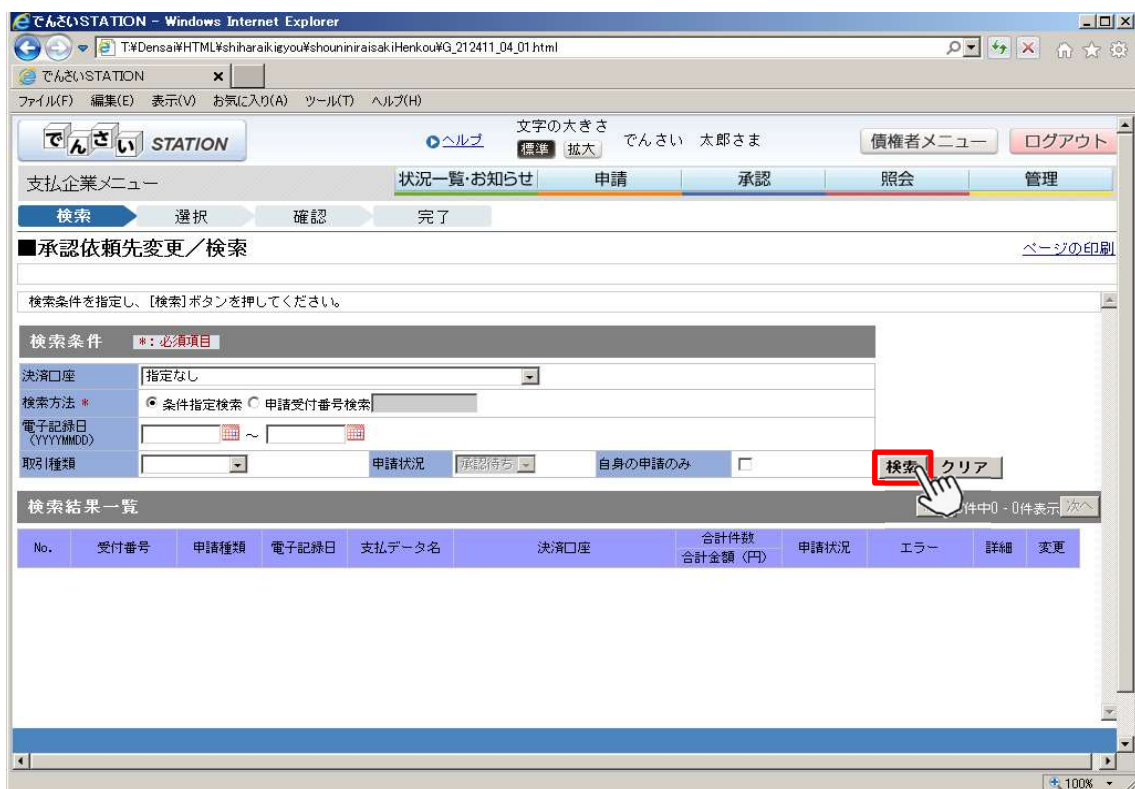 でんさいSTATION - Windows Internet Explorer
T:¥Densai¥HTML¥shiharaikigyou¥shouniniraisakiHenkou¥G_212411_04_01.html
でんさいSTATION
ファイル(F) 編集(E) 表示(V) お気に入り(A) ツール(T) ヘルプ(H)
でんさい STATION
ヘルプ
文字の大きさ
標準 拡大
でんさい 太郎さま
債権者メニュー
ログアウト
支払企業メニュー
状況一覧・お知らせ 申請 承認 照会 管理
検索 選択 確認 完了
■承認依頼先変更／検索
ページの印刷
検索条件を指定し、[検索]ボタンを押してください。
検索条件 *：必須項目
決済口座 指定なし
検索方法 * 条件指定検索 申請受付番号検索
電子記録日
(YYYYMMDD)
～
取引種類 申請状況 承認待ち 自身の申請のみ
検索 クリア
検索結果一覧
件中0 - 0件表示 次へ
No. 受付番号 申請種類 電子記録日 支払データ名 決済口座 合計件数 申請状況 エラー 詳細 変更
合計金額（円）
100%